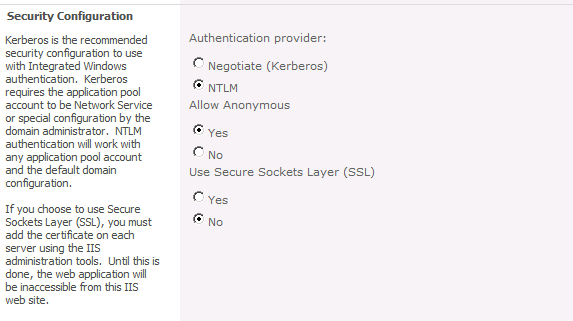 Security Configuration
Kerberos is the recommended
security configuration to use
with Integrated Windows
authentication. Kerberos
requires the application pool
account to be Network Service
or special configuration by the
domain administrator. NTLM
authentication will work with
any application pool account
and the default domain
configuration.
If you choose to use Secure
Sockets Layer (SSL), you must
add the certificate on each
server using the IIS
administration tools. Until this is
done, the web application will
be inaccessible from this IIS
web site.
Authentication provider:
Negotiate (Kerberos)
NTLM
Allow Anonymous
Yes
No
Use Secure Sockets Layer (SSL)
Yes
No